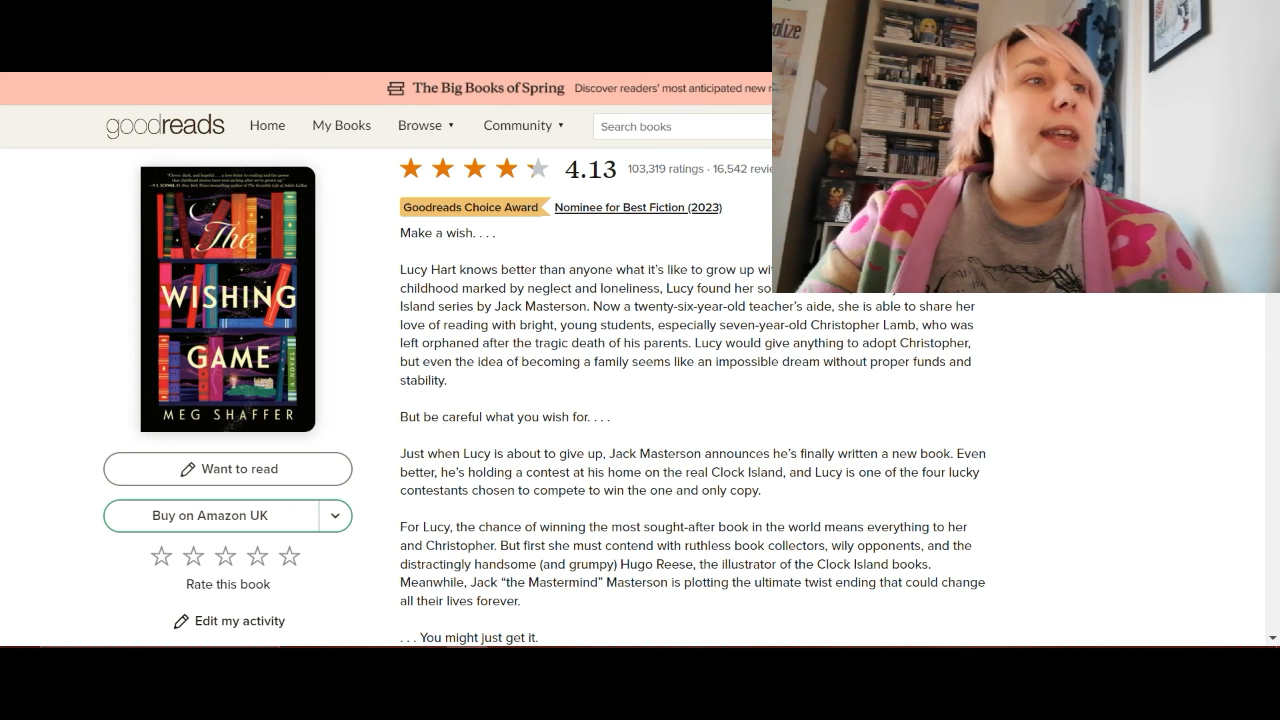 The Big Books of Spring Discover readers' most anticipated new
goodreads Home My Books Browse Community Search books
4.13 103,319 ratings · 16,542
Goodreads Choice Award Nominee for Best Fiction (2023)
Make a wish. . . .
Lucy Hart knows better than anyone what it's like to grow up
childhood marked by neglect and loneliness, Lucy found her
Island series by Jack Masterson. Now a twenty-six-year-old teacher's aide, she is able to share her
love of reading with bright, young students, especially seven-year-old Christopher Lamb, who was
left orphaned after the tragic death of his parents. Lucy would give anything to adopt Christopher,
but even the idea of becoming a family seems like an impossible dream without proper funds and
stability.
But be careful what you wish for. . . .
Just when Lucy is about to give up, Jack Masterson announces he's finally written a new book. Even
better, he's holding a contest at his home on the real Clock Island, and Lucy is one of the four lucky
contestants chosen to compete to win the one and only copy.
For Lucy, the chance of winning the most sought-after book in the world means everything to her
and Christopher. But first she must contend with ruthless book collectors, wily opponents, and the
distractingly handsome (and grumpy) Hugo Reese, the illustrator of the Clock Island books.
Meanwhile, Jack “the Mastermind” Masterson is plotting the ultimate twist ending that could change
all their lives forever.
. . . You might just get it.
The
WISHING
GAME
A NOVEL
MEG SHAFFER
Want to read
Buy on Amazon UK
Rate this book
Edit my activity